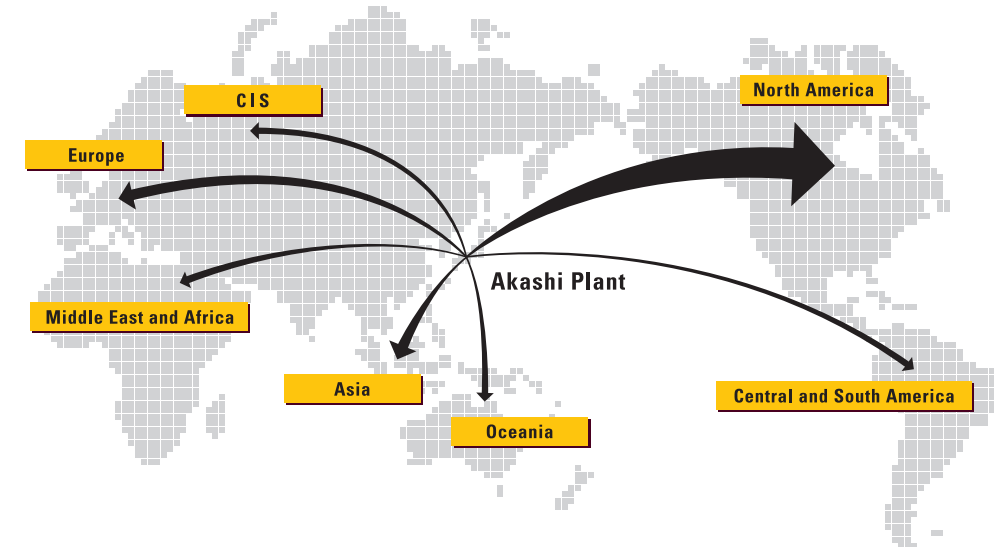 North America
CIS
Europe
Akashi Plant
Middle East and Africa
Asia
Central and South America
Oceania